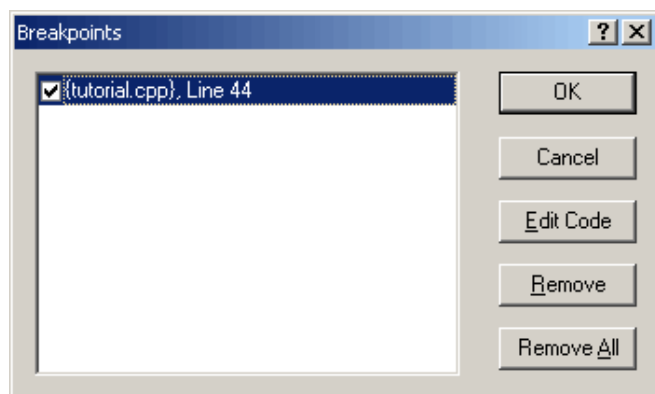 Breakpoints
{tutorial.cpp}, Line 44
OK
Cancel
Edit Code
Remove
Remove All